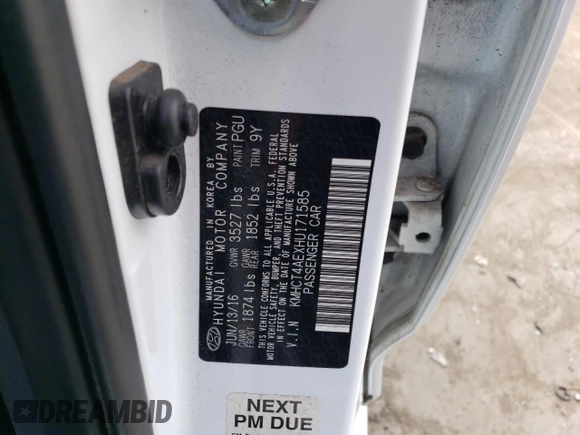 MANUFACTURED IN KOREA BY
HYUNDAI MOTOR COMPANY
JUN/13/16 GVWR 3527 lbs PAINT PGU
GAWR FRONT 1874 lbs GAWR REAR 1852 lbs TRIM 9Y
THIS VEHICLE CONFORMS TO ALL APPLICABLE U.S.A. FEDERAL
MOTOR VEHICLE SAFETY, BUMPER, AND THEFT PREVENTION STANDARDS
IN EFFECT ON THE DATE OF MANUFACTURE SHOWN ABOVE
V.I.N KMHCT4AEXHU171585
PASSENGER CAR
NEXT
PM DUE
DREAMBID